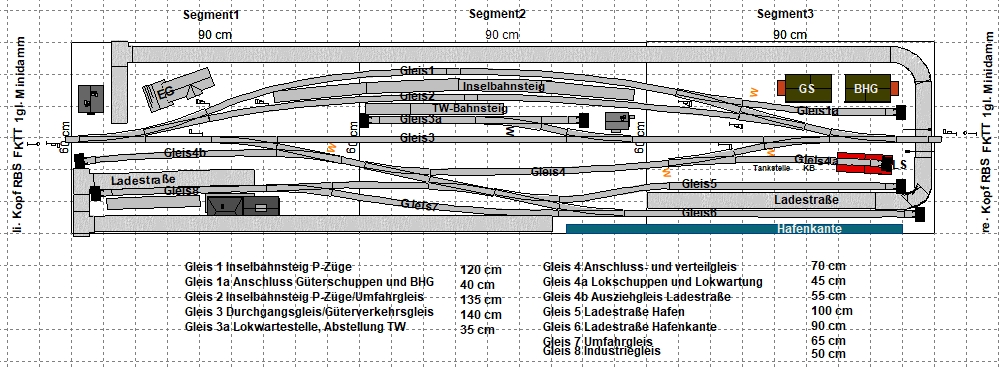 Segment1 Segment2 Segment3
90 cm 90 cm 90 cm
li. Kopf RBS FKTT 1gl. Minidamm
60 cm
60 cm
re- Kopf RBS FKTT 1gl. Minidamm
Gleis1
EG
Inselbahnsteig
W
GS
BHG
Gleis2
TW-Bahnsteig
Gleis1a
Gleis3a
W
Gleis3
W
Gleis4b
W
Gleis4a
LS
Gleis4
W
Tankstelle KB
Ladestraße
Gleis5
Gleis8
Ladestraße
Gleis7
Gleis6
Hafenkante
Gleis 1 Inselbahnsteig P-Züge 120 cm
Gleis 1a Anschluss Güterschuppen und BHG 40 cm
Gleis 2 Inselbahnsteig P-Züge/Umfahrgleis 135 cm
Gleis 3 Durchgangsgleis/Güterverkehrsgleis 140 cm
Gleis 3a Lokwartestelle, Abstellung TW 35 cm
Gleis 4 Anschluss- und verteilgleis 70 cm
Gleis 4a Lokschuppen und Lokwartung 45 cm
Gleis 4b Ausziehgleis Ladestraße 55 cm
Gleis 5 Ladestraße Hafen 100 cm
Gleis 6 Ladestraße Hafenkante 90 cm
Gleis 7 Umfahrgleis 65 cm
Gleis 8 Industriegleis 50 cm